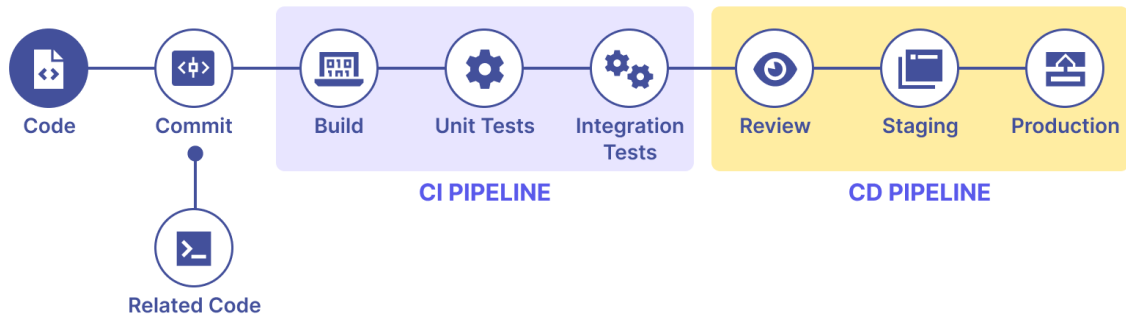 Code
Commit
Build
Unit Tests
Integration
Tests
Review
Staging
Production
CI PIPELINE
CD PIPELINE
Related Code